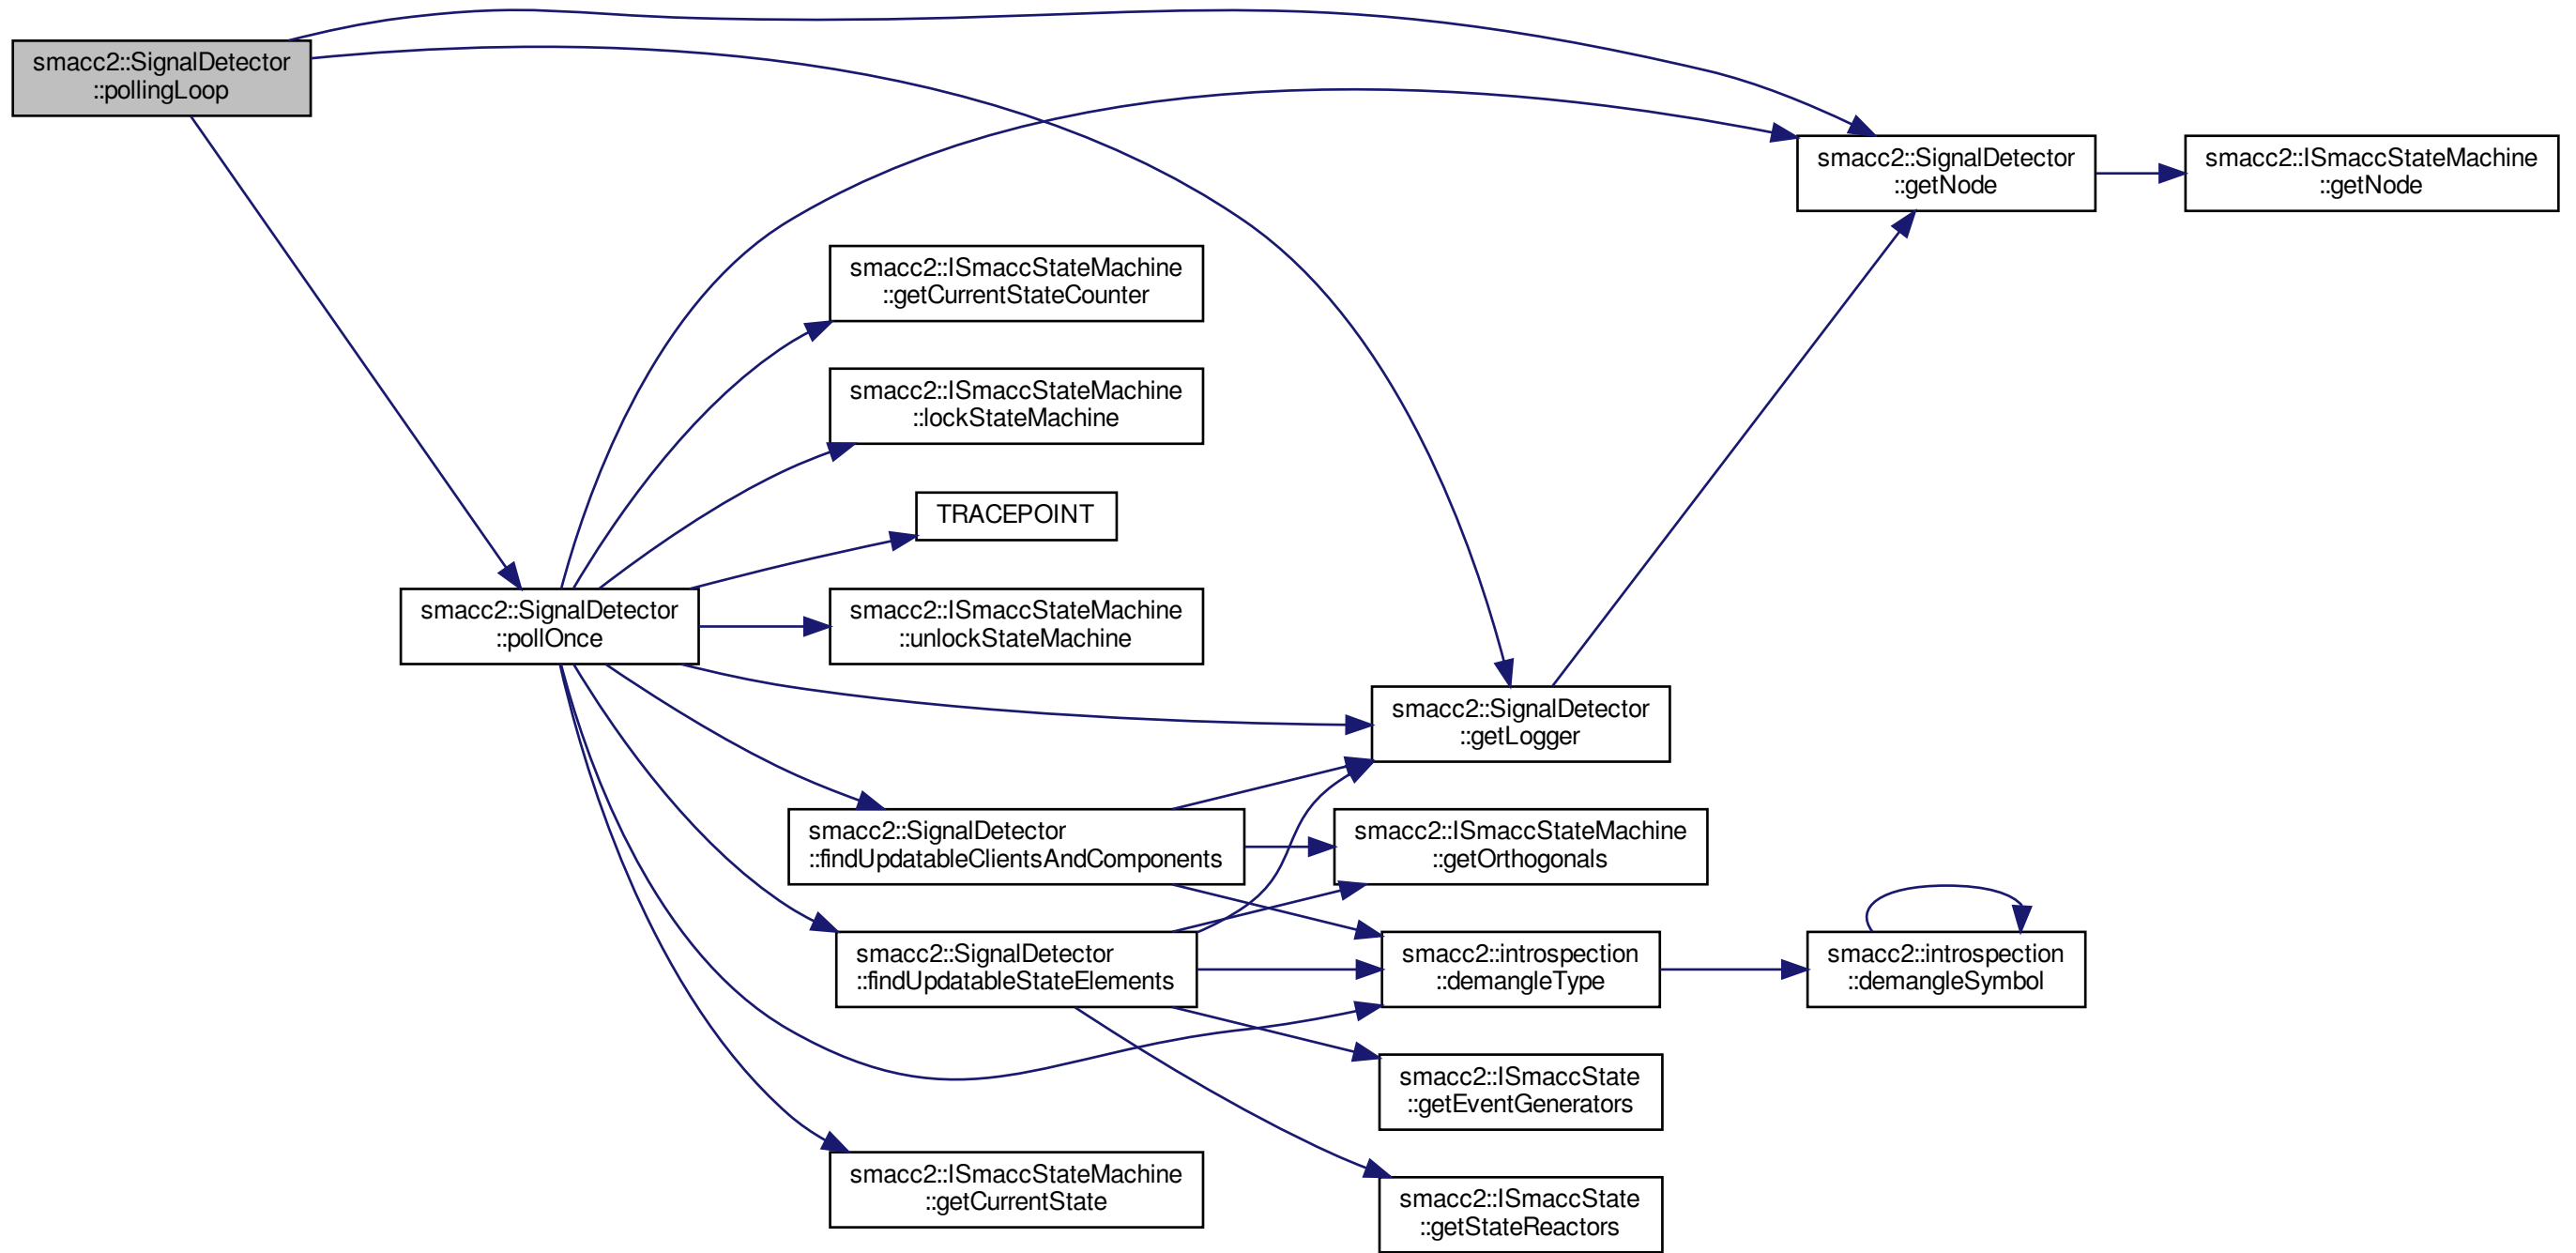 smacc2::SignalDetector
::pollingLoop
smacc2::SignalDetector
::getNode
smacc2::ISmaccStateMachine
::getNode
smacc2::ISmaccStateMachine
::getCurrentStateCounter
smacc2::ISmaccStateMachine
::lockStateMachine
TRACEPOINT
smacc2::SignalDetector
::pollOnce
smacc2::ISmaccStateMachine
::unlockStateMachine
smacc2::SignalDetector
::getLogger
smacc2::SignalDetector
::findUpdatableClientsAndComponents
smacc2::ISmaccStateMachine
::getOrthogonals
smacc2::SignalDetector
::findUpdatableStateElements
smacc2::introspection
::demangleType
smacc2::introspection
::demangleSymbol
smacc2::ISmaccState
::getEventGenerators
smacc2::ISmaccStateMachine
::getCurrentState
smacc2::ISmaccState
::getStateReactors